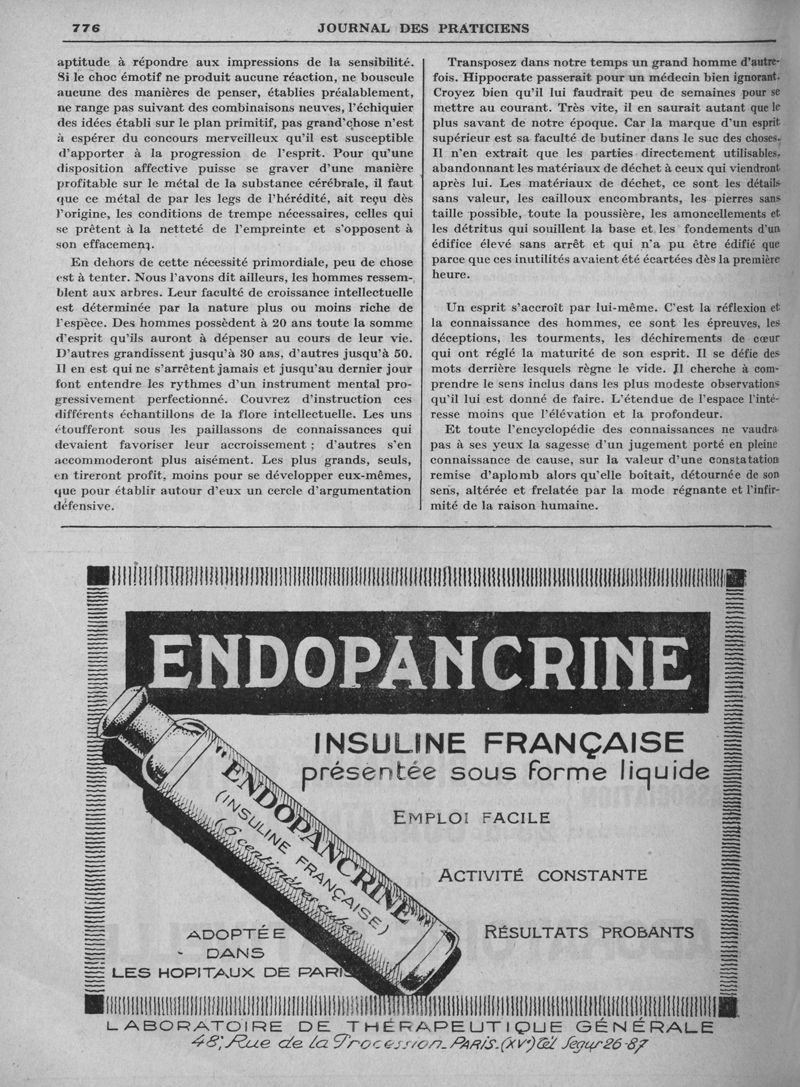 776
JOURNAL DES PRATICIENS
aptitude à répondre aux impressions de la sensibilité.
Si le choc émotif ne produit aucune réaction, ne bouscule
aucune des manières de penser, établies préalablement,
ne range pas suivant des combinaisons neuves, l'échiquier
des idées établi sur le plan primitif, pas grand'chose n'est
à espérer du concours merveilleux qu'il est susceptible
d'apporter à la progression de l'esprit. Pour qu'une
disposition affective puisse se graver d'une manière
profitable sur le métal de la substance cérébrale, il faut
que ce métal de par les legs de l'hérédité, ait reçu dès
l'origine, les conditions de trempe nécessaires, celles qui
se prêtent à la netteté de l'empreinte et s'opposent à
son effacement.
En dehors de cette nécessité primordiale, peu de chose
est à tenter. Nous l'avons dit ailleurs, les hommes ressem-
blent aux arbres. Leur faculté de croissance intellectuelle
est déterminée par la nature plus ou moins riche de
l'espèce. Des hommes possèdent à 20 ans toute la somme
d'esprit qu'ils auront à dépenser au cours de leur vie.
D'autres grandissent jusqu'à 30 ans, d'autres jusqu'à 50.
Il en est qui ne s'arrêtent jamais et jusqu'au dernier jour
font entendre les rythmes d'un instrument mental pro-
gressivement perfectionné. Couvrez d'instruction ces
différents échantillons de la flore intellectuelle. Les uns
étoufferont sous les paillassons de connaissances qui
devaient favoriser leur accroissement ; d'autres s'en
accommoderont plus aisément. Les plus grands, seuls,
en tireront profit, moins pour se développer eux-mêmes,
que pour établir autour d'eux un cercle d'argumentation
défensive.
Transposez dans notre temps un grand homme d'autre-
fois. Hippocrate passerait pour un médecin bien ignorant.
Croyez bien qu'il lui faudrait peu de semaines pour se
mettre au courant. Très vite, il en saurait autant que le
plus savant de notre époque. Car la marque d'un esprit
supérieur est sa faculté de butiner dans le suc des choses.
Il n'en extrait que les parties directement utilisables,
abandonnant les matériaux de déchet à ceux qui viendront
après lui. Les matériaux de déchet, ce sont les détails
sans valeur, les cailloux encombrants, les pierres sans
taille possible, toute la poussière, les amoncellements et
les détritus qui souillent la base et les fondements d'un
édifice élevé sans arrêt et qui n'a pu être édifié que
parce que ces inutilités avaient été écartées dès la première
heure.
Un esprit s'accroît par lui-même. C'est la réflexion et
la connaissance des hommes, ce sont les épreuves, les
déceptions, les tourments, les déchirements de cœur
qui ont réglé la maturité de son esprit. Il se défie des
mots derrière lesquels règne le vide. Il cherche à com-
prendre le sens inclus dans les plus modeste observations
qu'il lui est donné de faire. L'étendue de l'espace l'inté-
resse moins que l'élévation et la profondeur.
Et toute l'encyclopédie des connaissances ne vaudra
pas à ses yeux la sagesse d'un jugement porté en pleine
connaissance de cause, sur la valeur d'une constatation
remise d'aplomb alors qu'elle boîtait, détournée de son
sens, altérée et frelatée par la mode régnante et l'infir-
mité de la raison humaine.
ENDOPANCRINE
INSULINE FRANÇAISE
présentée sous forme liquide
EMPLOI FACILE
"ENDOPANCRINE"
(INSULINE FRANÇAISE)
(6 centimètres cubes)
ACTIVITÉ CONSTANTE
RÉSULTATS PROBANTS
ADOPTÉE
DANS
LES HOPITAUX DE PARIS
LABORATOIRE DE THÉRAPEUTIQUE GÉNÉRALE
48, Rue de la Procession_PARIS_(XVe) Tél. Ségur 26-87